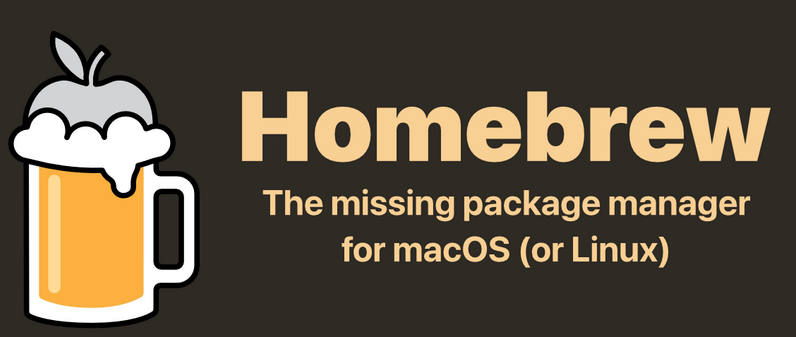 Homebrew
The missing package manager
for macOS (or Linux)